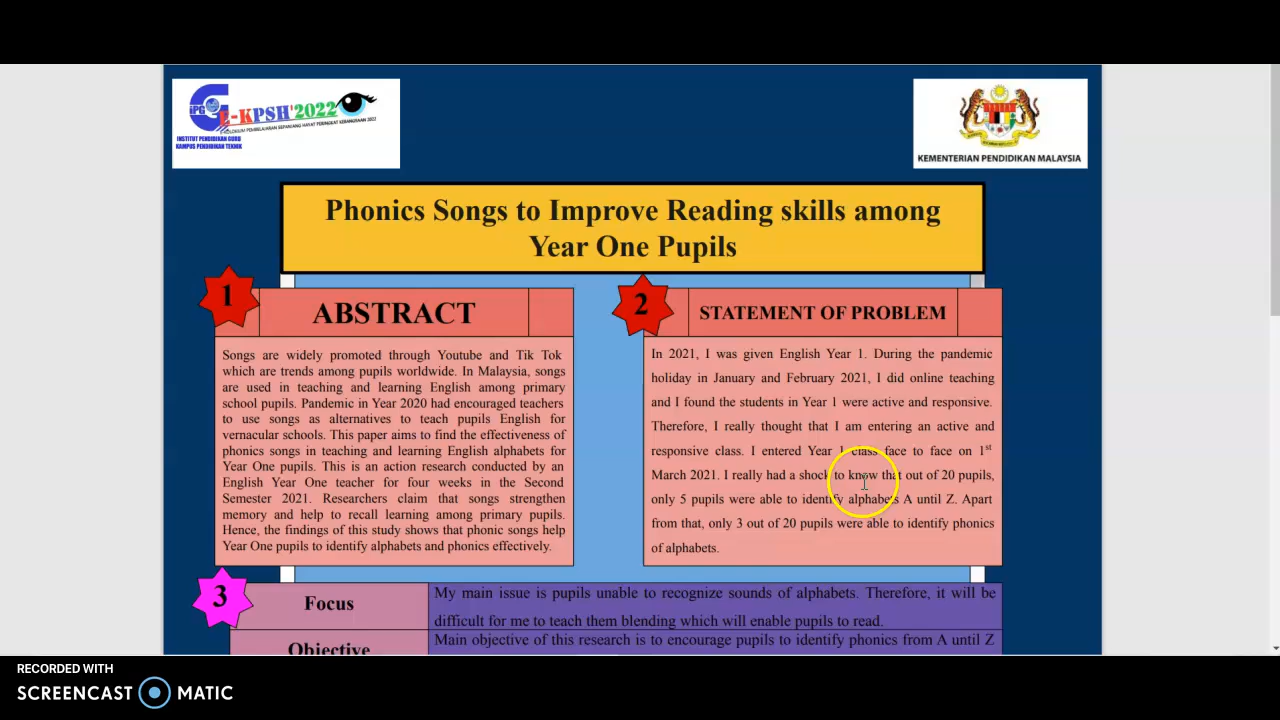 iPG
e-KPSH'2022
KOLOKIUM PEMBELAJARAN SEPANJANG HAYAT PERINGKAT KEBANGSAAN 2022
INSTITUT PENDIDIKAN GURU
KAMPUS PENDIDIKAN TEKNIK
KEMENTERIAN PENDIDIKAN MALAYSIA
Phonics Songs to Improve Reading skills among
Year One Pupils
1
ABSTRACT
Songs are widely promoted through Youtube and Tik Tok
which are trends among pupils worldwide. In Malaysia, songs
are used in teaching and learning English among primary
school pupils. Pandemic in Year 2020 had encouraged teachers
to use songs as alternatives to teach pupils English for
vernacular schools. This paper aims to find the effectiveness of
phonics songs in teaching and learning English alphabets for
Year One pupils. This is an action research conducted by an
English Year One teacher for four weeks in the Second
Semester 2021. Researchers claim that songs strengthen
memory and help to recall learning among primary pupils.
Hence, the findings of this study shows that phonic songs help
Year One pupils to identify alphabets and phonics effectively.
2
STATEMENT OF PROBLEM
In 2021, I was given English Year 1. During the pandemic
holiday in January and February 2021, I did online teaching
and I found the students in Year 1 were active and responsive.
Therefore, I really thought that I am entering an active and
responsive class. I entered Year 1 class face to face on 1st
March 2021. I really had a shock to know that out of 20 pupils,
only 5 pupils were able to identify alphabets A until Z. Apart
from that, only 3 out of 20 pupils were able to identify phonics
of alphabets.
3
Focus
My main issue is pupils unable to recognize sounds of alphabets. Therefore, it will be
difficult for me to teach them blending which will enable pupils to read.
Objective
Main objective of this research is to encourage pupils to identify phonics from A until Z
RECORDED WITH
SCREENCAST MATIC